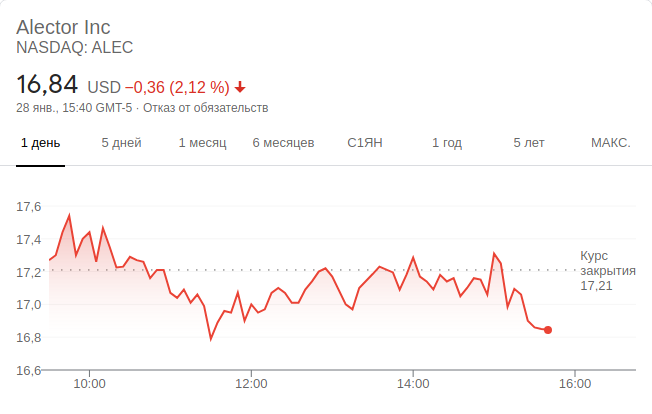 Alector Inc
NASDAQ: ALEC
16,84 USD −0,36 (2,12 %)
28 янв., 15:40 GMT-5 · Отказ от обязательств
1 день 5 дней 1 месяц 6 месяцев С1ЯН 1 год 5 лет МАКС.
17,6
17,4
17,2
17,0
16,8
16,6
Курс
закрытия
17,21
10:00 12:00 14:00 16:00